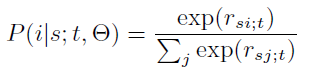 P(i|s; t, Θ) = exp(r_{si;t}) / ∑_j exp(r_{sj;t})